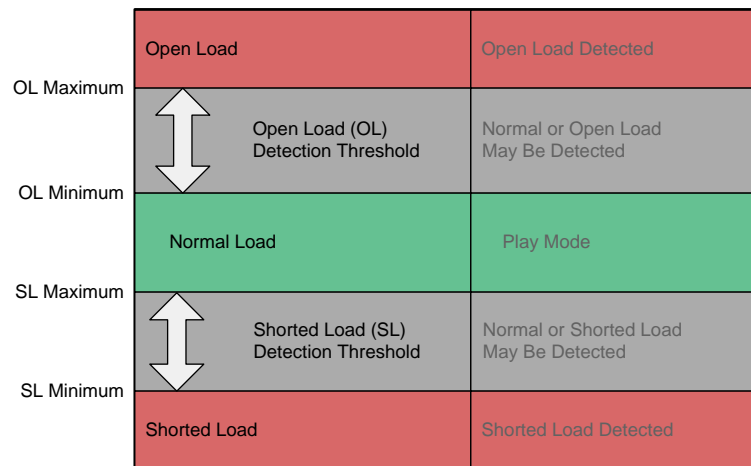 Open Load
Open Load Detected
OL Maximum
Open Load (OL)
Detection Threshold
Normal or Open Load
May Be Detected
OL Minimum
Normal Load
Play Mode
SL Maximum
Shorted Load (SL)
Detection Threshold
Normal or Shorted Load
May Be Detected
SL Minimum
Shorted Load
Shorted Load Detected